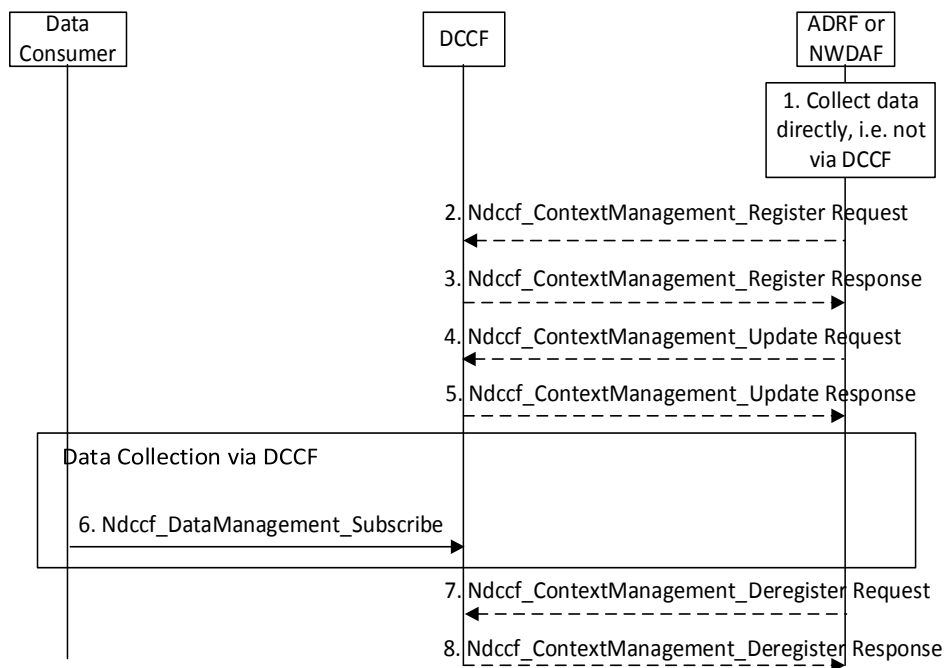 Data
Consumer
DCCF
ADRF or
NWDAF
1. Collect data
directly, i.e. not
via DCCF
2. Ndccf_ContextManagement_Register Request
3. Ndccf_ContextManagement_Register Response
4. Ndccf_ContextManagement_Update Request
5. Ndccf_ContextManagement_Update Response
Data Collection via DCCF
6. Ndccf_DataManagement_Subscribe
7. Ndccf_ContextManagement_Deregister Request
8. Ndccf_ContextManagement_Deregister Response